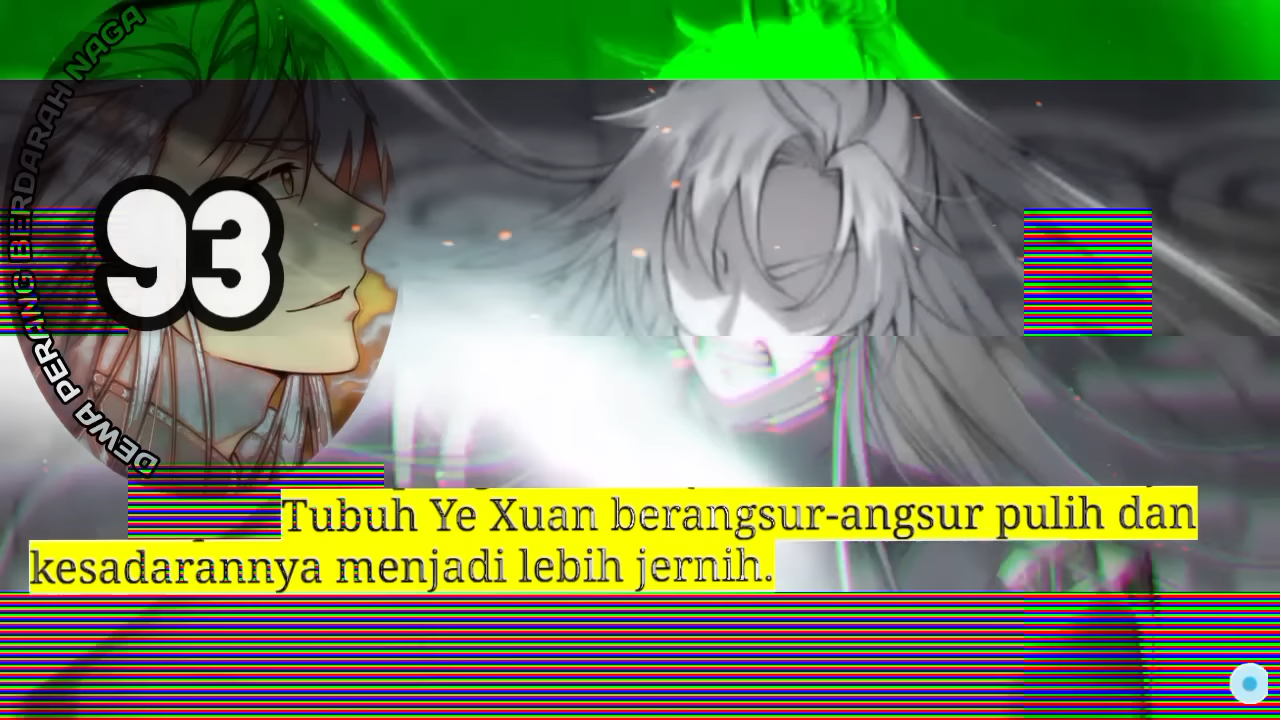 DEWA PERANG BERDARAH NAGA
93
Tubuh Ye Xuan berangsur-angsur pulih dan
kesadarannya menjadi lebih jernih.